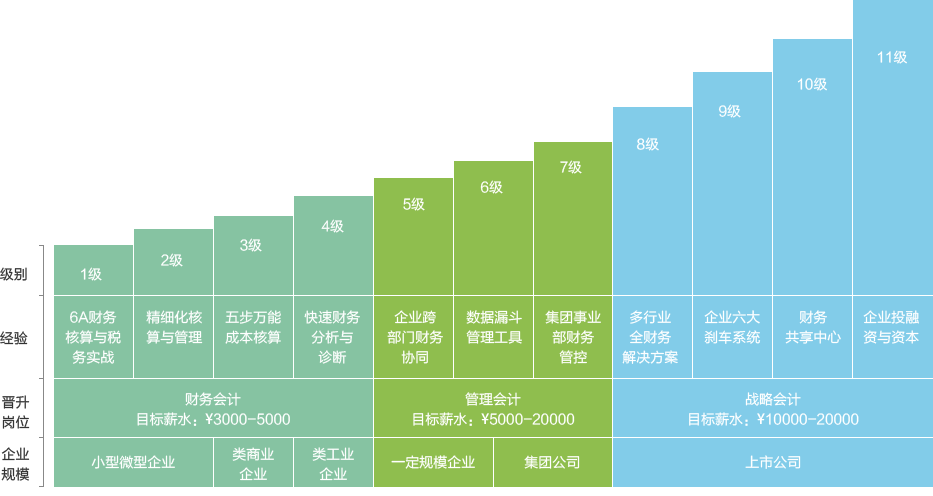 11级
10级
9级
8级
7级
6级
5级
4级
3级
2级
1级
级别
经验
6A财务
核算与税
务实战
精细化核
算与管理
五步万能
成本核算
快速财务
分析与
诊断
企业跨
部门财务
协同
数据漏斗
管理工具
集团事业
部财务
管控
多行业
全财务
解决方案
企业六大
刹车系统
财务
共享中心
企业投融
资与资本
晋升
岗位
财务会计
目标薪水：¥3000-5000
管理会计
目标薪水：¥5000-20000
战略会计
目标薪水：¥10000-20000
企业
规模
小型微型企业
类商业
企业
类工业
企业
一定规模企业
集团公司
上市公司